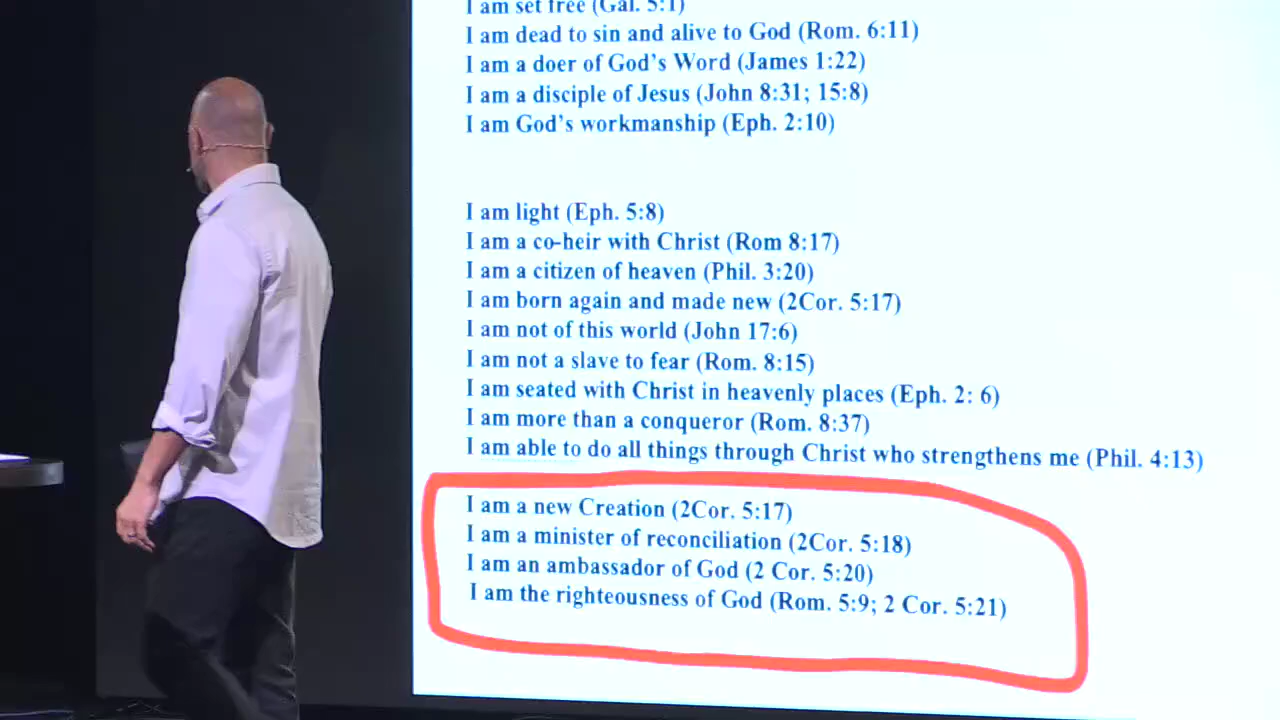 I am set free (Gal. 5:1)
I am dead to sin and alive to God (Rom. 6:11)
I am a doer of God's Word (James 1:22)
I am a disciple of Jesus (John 8:31; 15:8)
I am God's workmanship (Eph. 2:10)
I am light (Eph. 5:8)
I am a co-heir with Christ (Rom 8:17)
I am a citizen of heaven (Phil. 3:20)
I am born again and made new (2Cor. 5:17)
I am not of this world (John 17:6)
I am not a slave to fear (Rom. 8:15)
I am seated with Christ in heavenly places (Eph. 2: 6)
I am more than a conqueror (Rom. 8:37)
I am able to do all things through Christ who strengthens me (Phil. 4:13)
I am a new Creation (2Cor. 5:17)
I am a minister of reconciliation (2Cor. 5:18)
I am an ambassador of God (2 Cor. 5:20)
I am the righteousness of God (Rom. 5:9; 2 Cor. 5:21)